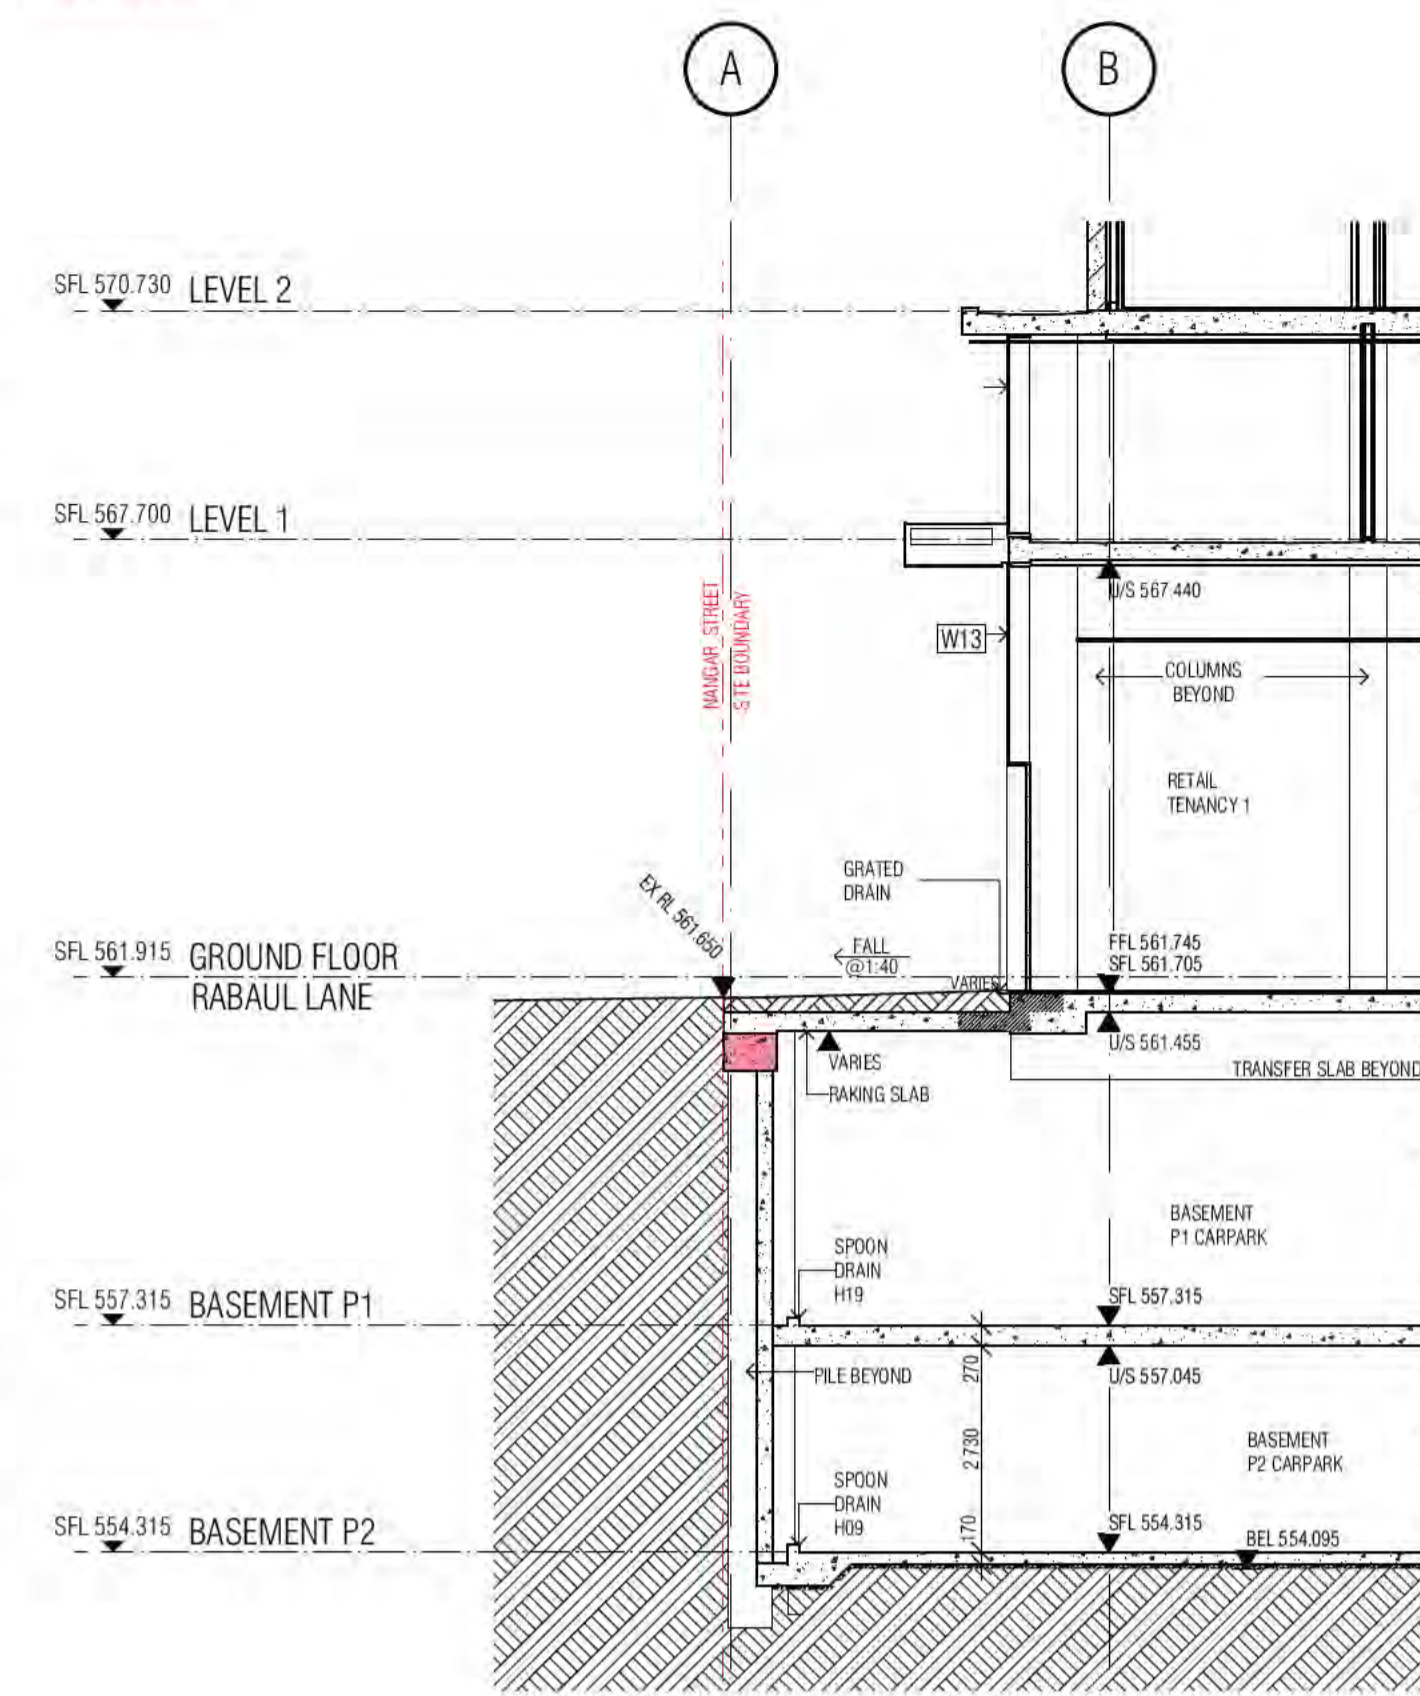 A
B
SFL 570.730 LEVEL 2
SFL 567.700 LEVEL 1
U/S 567.440
NANGAR STREET
SITE BOUNDARY
W13
COLUMNS
BEYOND
RETAIL
TENANCY 1
GRATED
DRAIN
EX RL 561.650
FALL
@1:40
VARIES
FFL 561.745
SFL 561.705
SFL 561.915 GROUND FLOOR
RABAUL LANE
U/S 561.455
VARIES
TRANSFER SLAB BEYOND
RAKING SLAB
BASEMENT
P1 CARPARK
SPOON
DRAIN
H19
SFL 557.315
SFL 557.315 BASEMENT P1
270
PILE BEYOND
U/S 557.045
2 730
BASEMENT
P2 CARPARK
SPOON
DRAIN
H09
170
SFL 554.315
BEL 554.095
SFL 554.315 BASEMENT P2